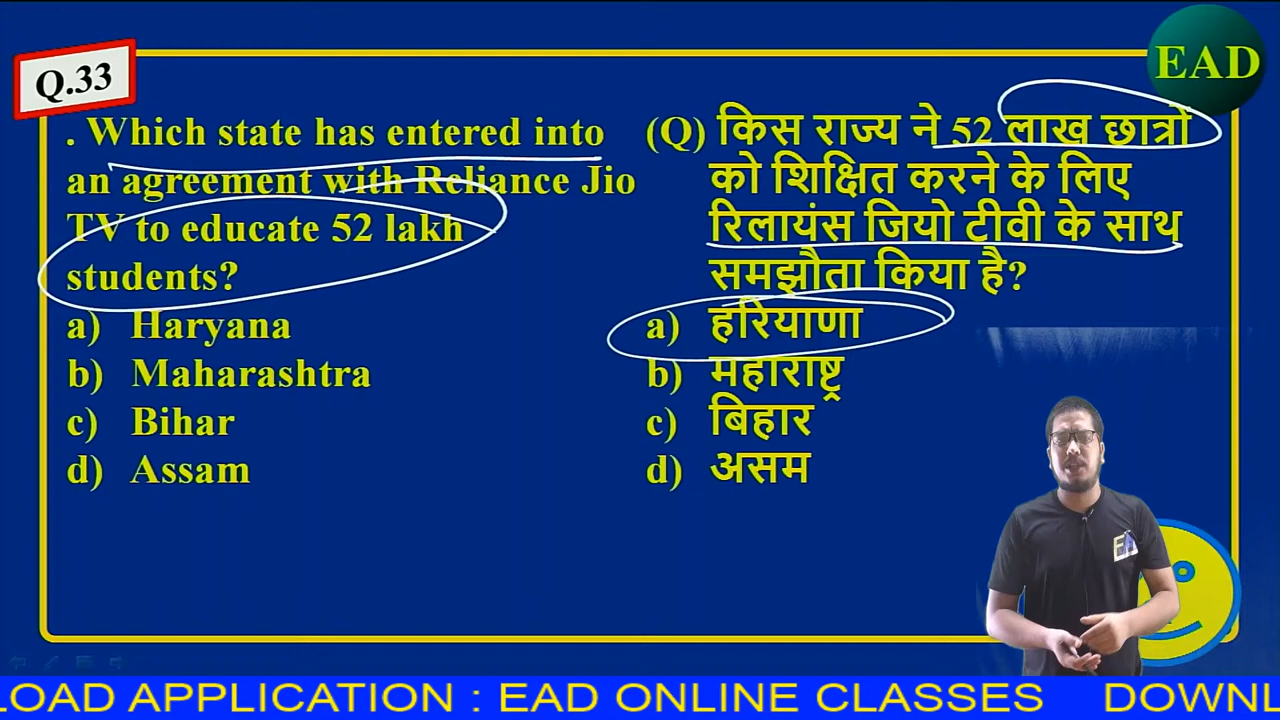 Q.33
EAD
. Which state has entered into
an agreement with Reliance Jio
TV to educate 52 lakh
students?
a) Haryana
b) Maharashtra
c) Bihar
d) Assam
(Q) किस राज्य ने 52 लाख छात्रों
को शिक्षित करने के लिए
रिलायंस जियो टीवी के साथ
समझौता किया है?
a) हरियाणा
b) महाराष्ट्र
c) बिहार
d) असम
LOAD APPLICATION : EAD ONLINE CLASSES DOWNL